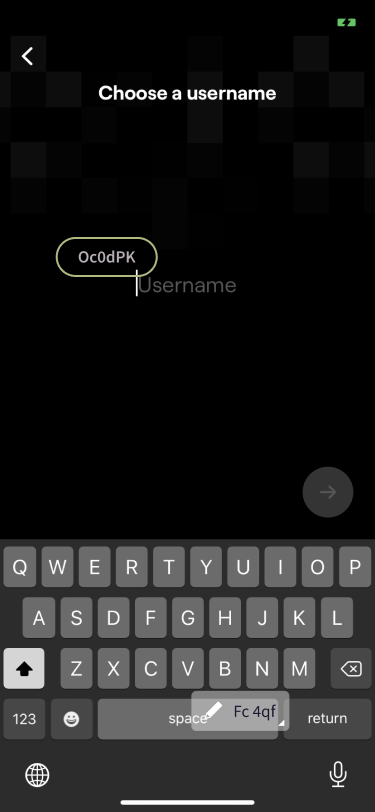 Choose a username
Oc0dPK
Username
Q W E R T Y U I O P
A S D F G H J K L
Z X C V B N M
123 space Fc 4qf return